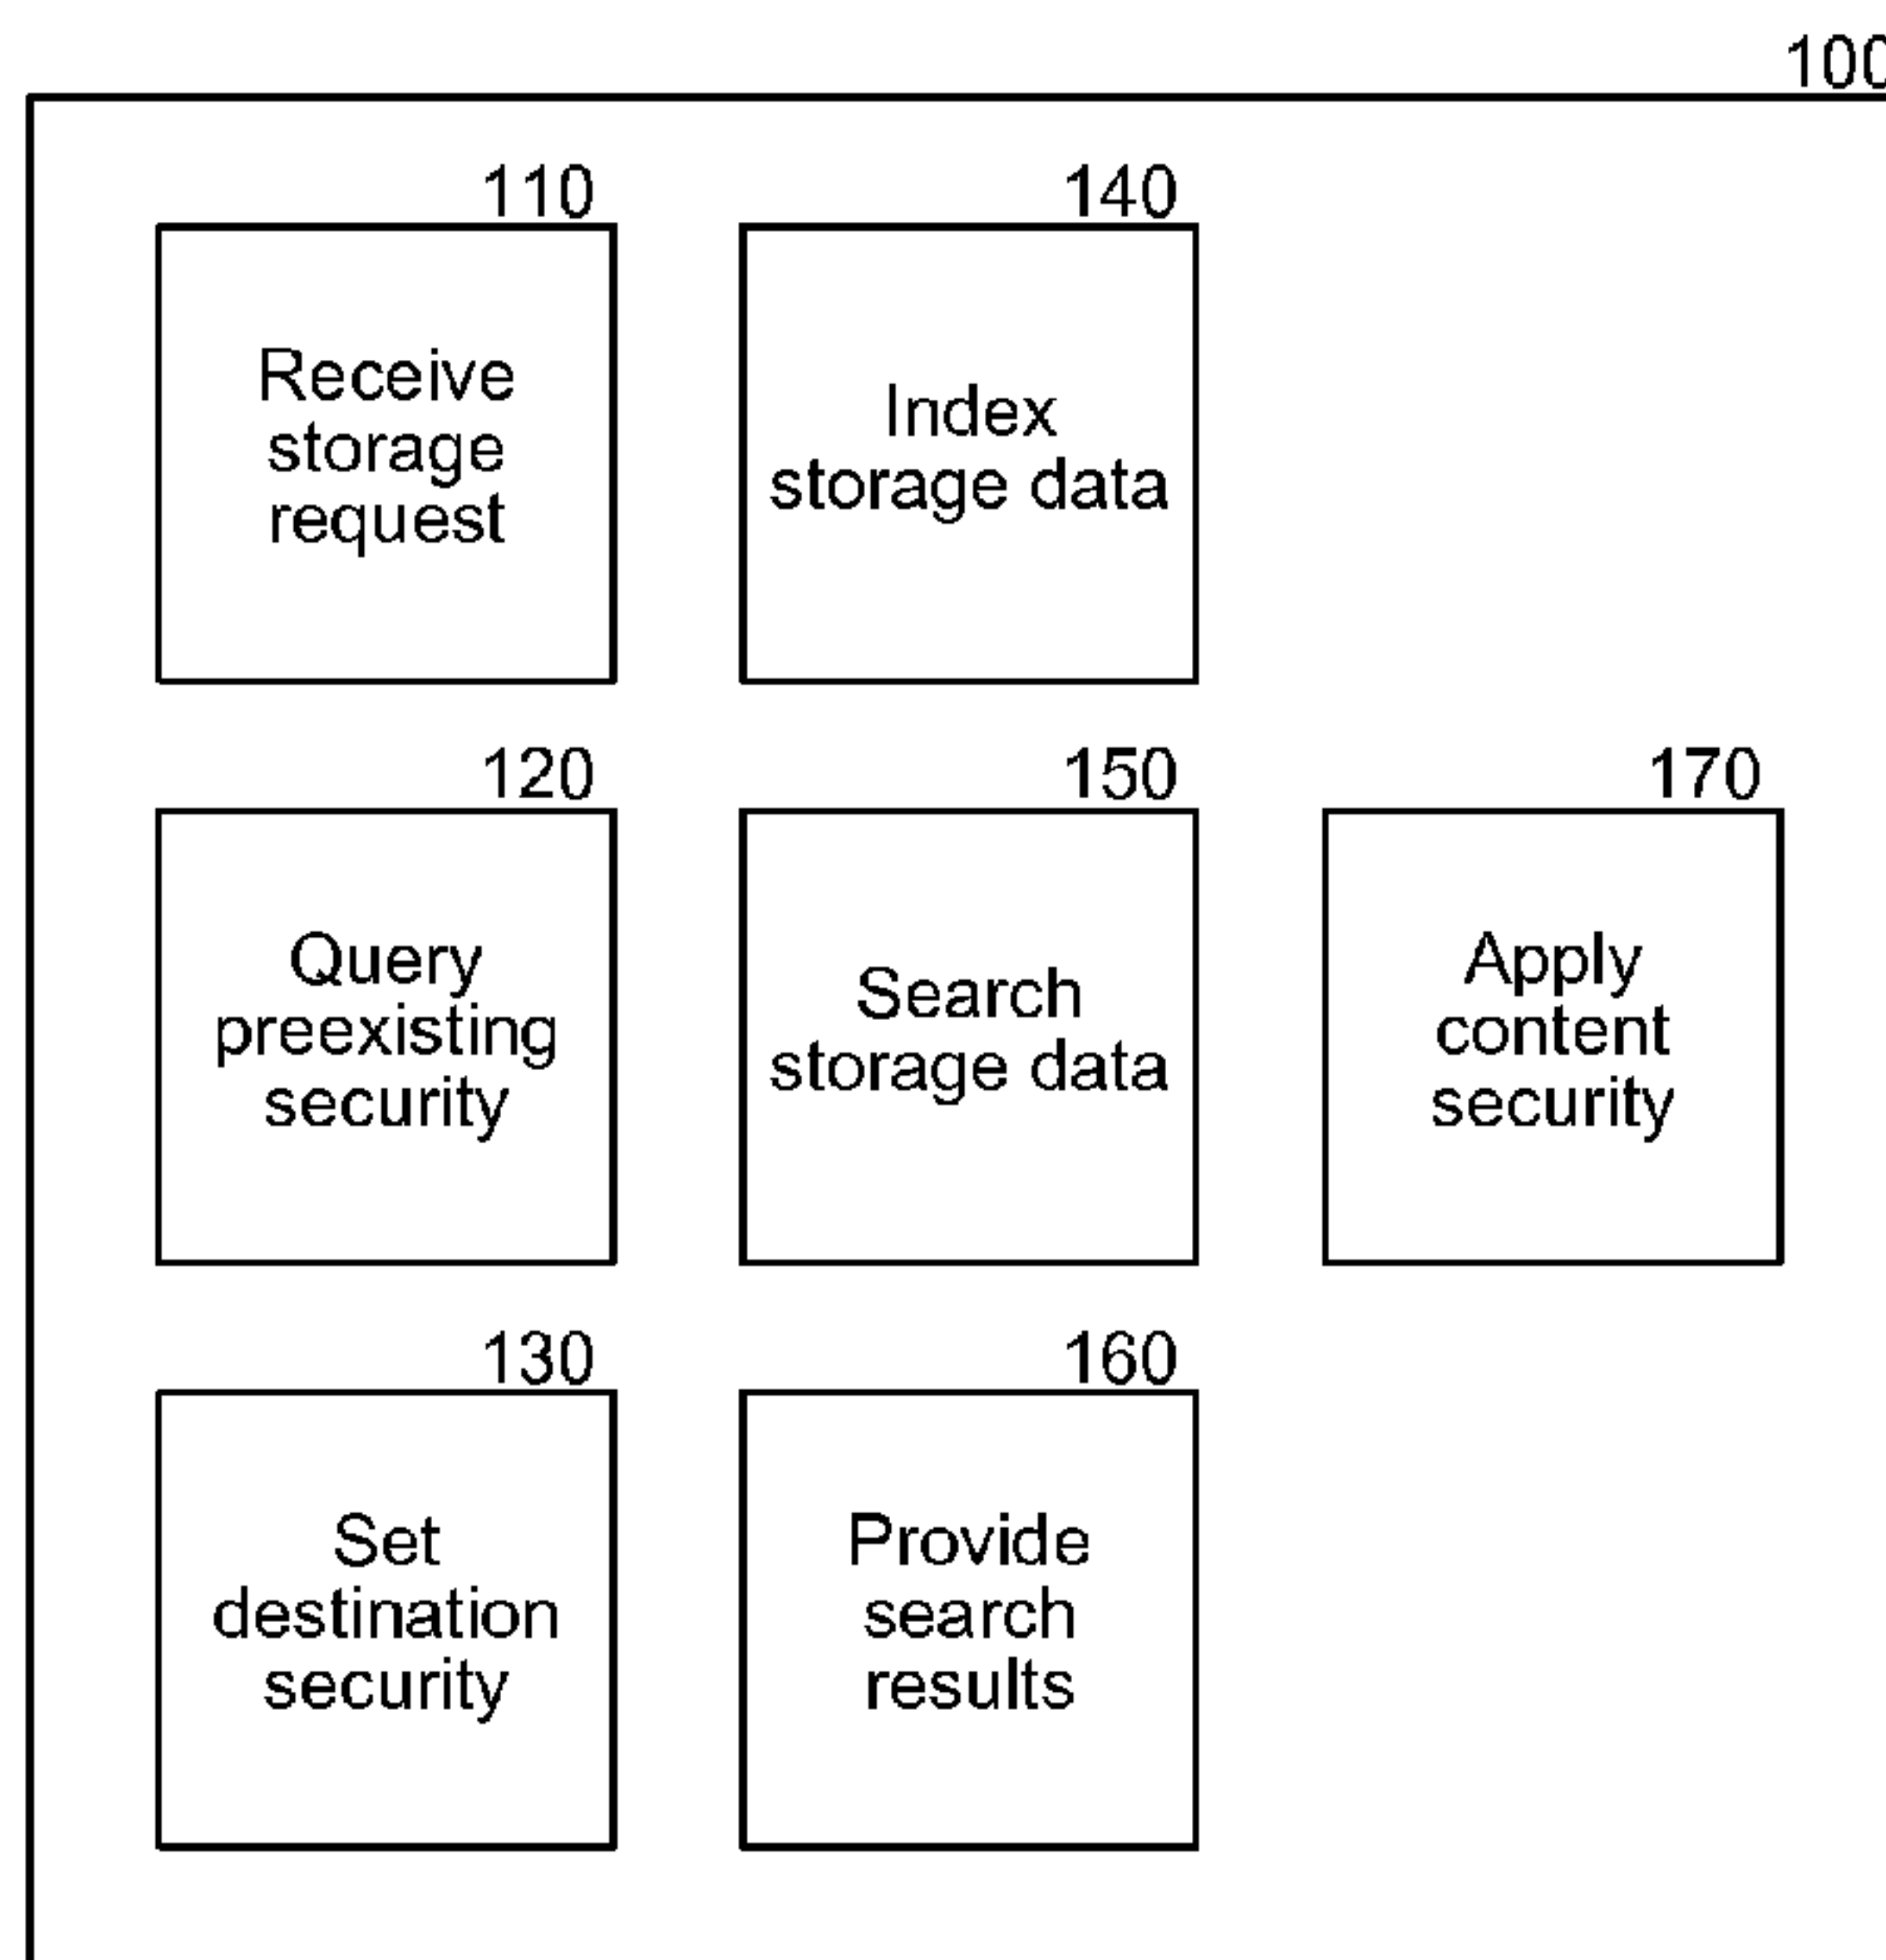 100
110
Receive
storage
request
140
Index
storage data
120
Query
preexisting
security
150
Search
storage data
170
Apply
content
security
130
Set
destination
security
160
Provide
search
results